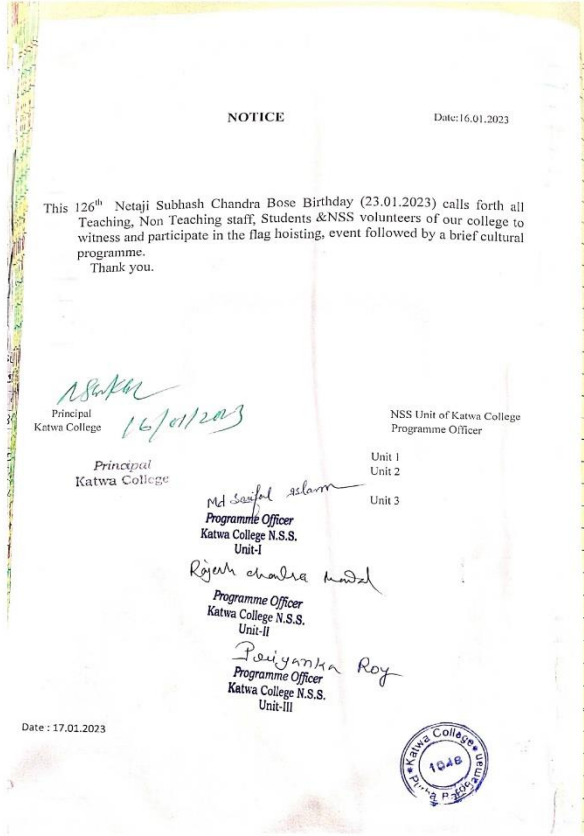 NOTICE
Date:16.01.2023
This 126th Netaji Subhash Chandra Bose Birthday (23.01.2023) calls forth all
Teaching, Non Teaching staff, Students &NSS volunteers of our college to
witness and participate in the flag hoisting, event followed by a brief cultural
programme.
Thank you.
Principal
Katwa College
16/01/2023
Principal
Katwa College
NSS Unit of Katwa College
Programme Officer
Unit 1
Unit 2
Unit 3
Md Sariful Islam
Programme Officer
Katwa College N.S.S.
Unit-I
Rajesh Chandra Mondal
Programme Officer
Katwa College N.S.S.
Unit-II
Priyanka Roy
Programme Officer
Katwa College N.S.S.
Unit-III
Date : 17.01.2023
Katwa College
1948